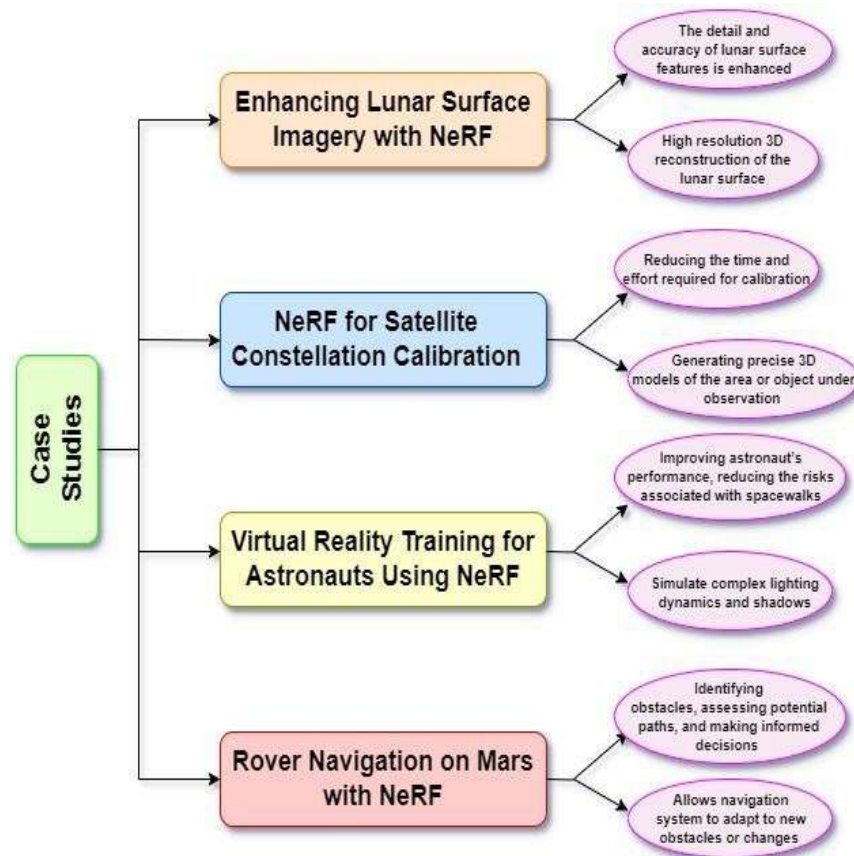 The detail and
accuracy of lunar surface
features is enhanced
Enhancing Lunar Surface
Imagery with NeRF
High resolution 3D
reconstruction of the
lunar surface
Reducing the time and
effort required for calibration
NeRF for Satellite
Constellation Calibration
Generating precise 3D
models of the area or object under
observation
Case
Studies
Improving astronaut's
performance, reducing the risks
associated with spacewalks
Virtual Reality Training for
Astronauts Using NeRF
Simulate complex lighting
dynamics and shadows
Identifying
obstacles, assessing potential
paths, and making informed
decisions
Rover Navigation on Mars
with NeRF
Allows navigation
system to adapt to new
obstacles or changes